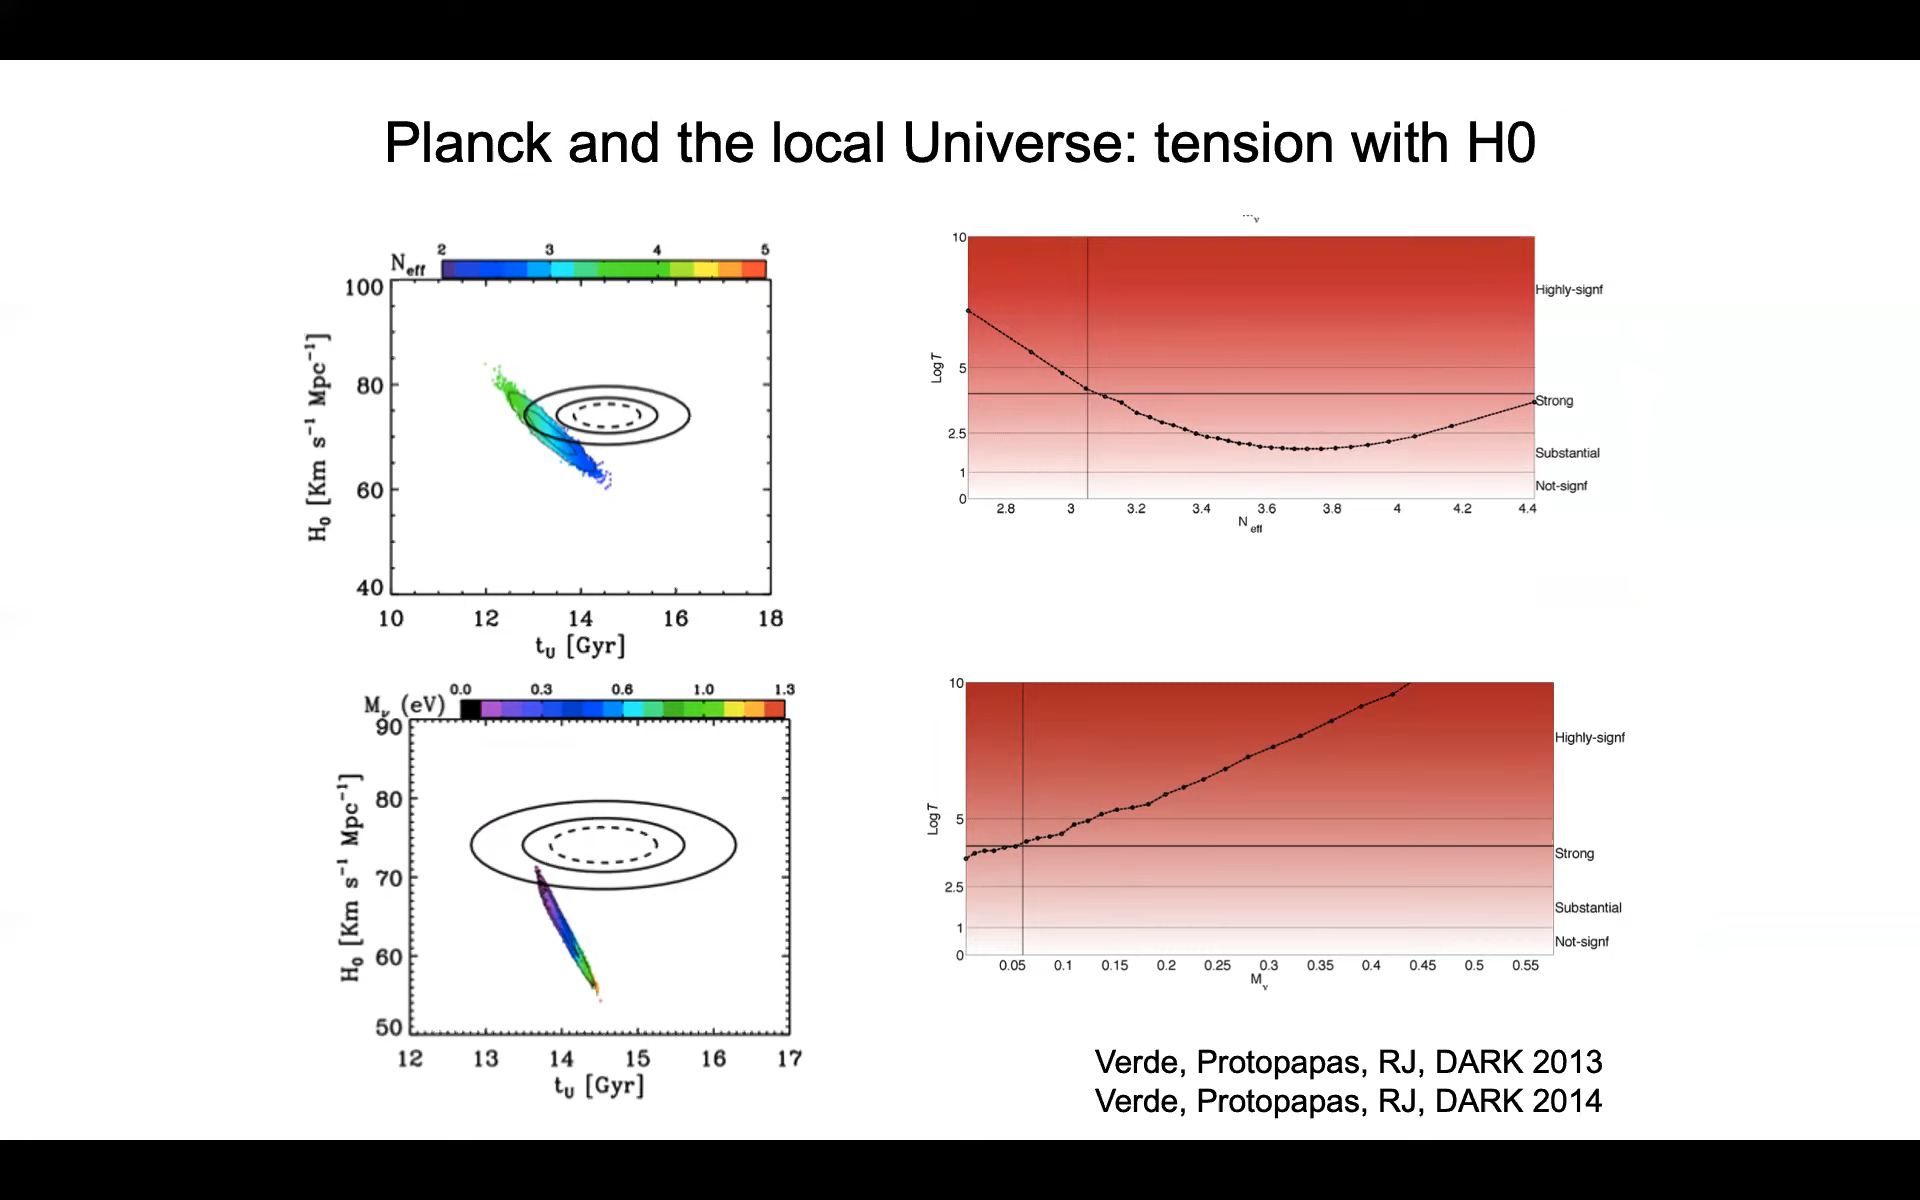 Planck and the local Universe: tension with H0
N_eff 2 3 4 5
100
80
60
40
H_0 [Km s^-1 Mpc^-1]
10 12 14 16 18
t_U [Gyr]
ν
10
5
2.5
1
0
Log T
Highly-signf
Strong
Substantial
Not-signf
2.8 3 3.2 3.4 3.6 3.8 4 4.2 4.4
N_eff
M_ν (eV) 0.0 0.3 0.6 1.0 1.3
90
80
70
60
50
H_0 [Km s^-1 Mpc^-1]
12 13 14 15 16 17
t_U [Gyr]
10
5
2.5
1
0
Log T
Highly-signf
Strong
Substantial
Not-signf
0.05 0.1 0.15 0.2 0.25 0.3 0.35 0.4 0.45 0.5 0.55
M_ν
Verde, Protopapas, RJ, DARK 2013
Verde, Protopapas, RJ, DARK 2014